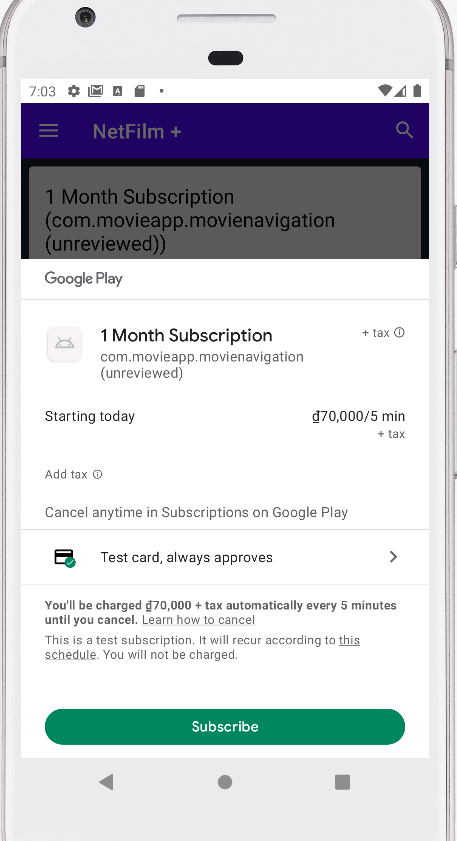 7:03
NetFilm +
1 Month Subscription
(com.movieapp.movienavigation
(unreviewed))
Google Play
1 Month Subscription
+ tax
com.movieapp.movienavigation
(unreviewed)
Starting today
₫70,000/5 min
+ tax
Add tax
Cancel anytime in Subscriptions on Google Play
Test card, always approves
You'll be charged ₫70,000 + tax automatically every 5 minutes
until you cancel. Learn how to cancel
This is a test subscription. It will recur according to this
schedule. You will not be charged.
Subscribe